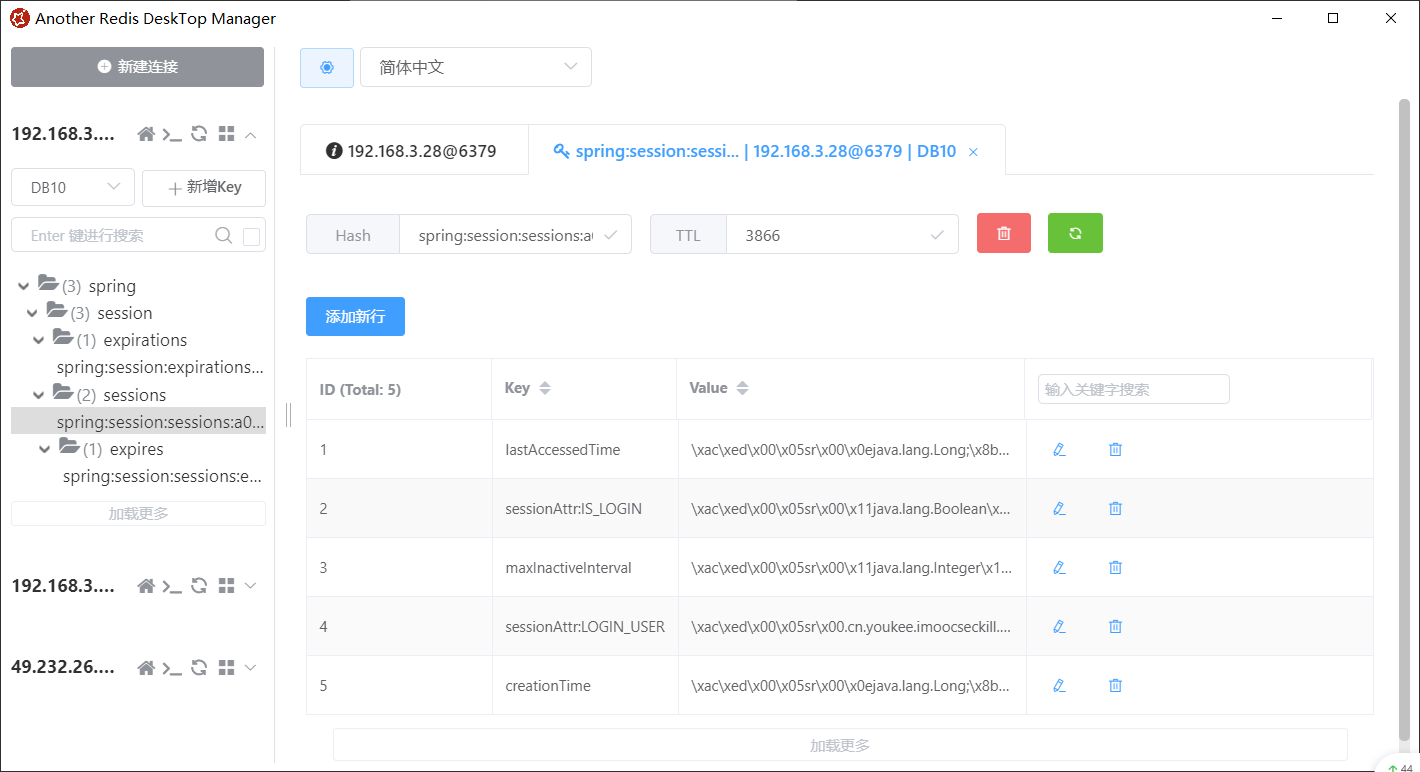 Another Redis DeskTop Manager
新建连接
简体中文
192.168.3....
DB10
新增Key
Enter 键进行搜索
(3) spring
(3) session
(1) expirations
spring:session:expirations...
(2) sessions
spring:session:sessions:a0...
(1) expires
spring:session:sessions:e...
加载更多
192.168.3....
49.232.26....
192.168.3.28@6379
spring:session:sessi... | 192.168.3.28@6379 | DB10
Hash
spring:session:sessions:a
TTL
3866
添加新行
ID (Total: 5)
Key
Value
输入关键字搜索
1
lastAccessedTime
\xac\xed\x00\x05sr\x00\x0ejava.lang.Long;\x8b...
2
sessionAttr:IS_LOGIN
\xac\xed\x00\x05sr\x00\x11java.lang.Boolean\x...
3
maxInactiveInterval
\xac\xed\x00\x05sr\x00\x11java.lang.Integer\x1...
4
sessionAttr:LOGIN_USER
\xac\xed\x00\x05sr\x00.cn.youkee.imoocseckill....
5
creationTime
\xac\xed\x00\x05sr\x00\x0ejava.lang.Long;\x8b...
加载更多
44